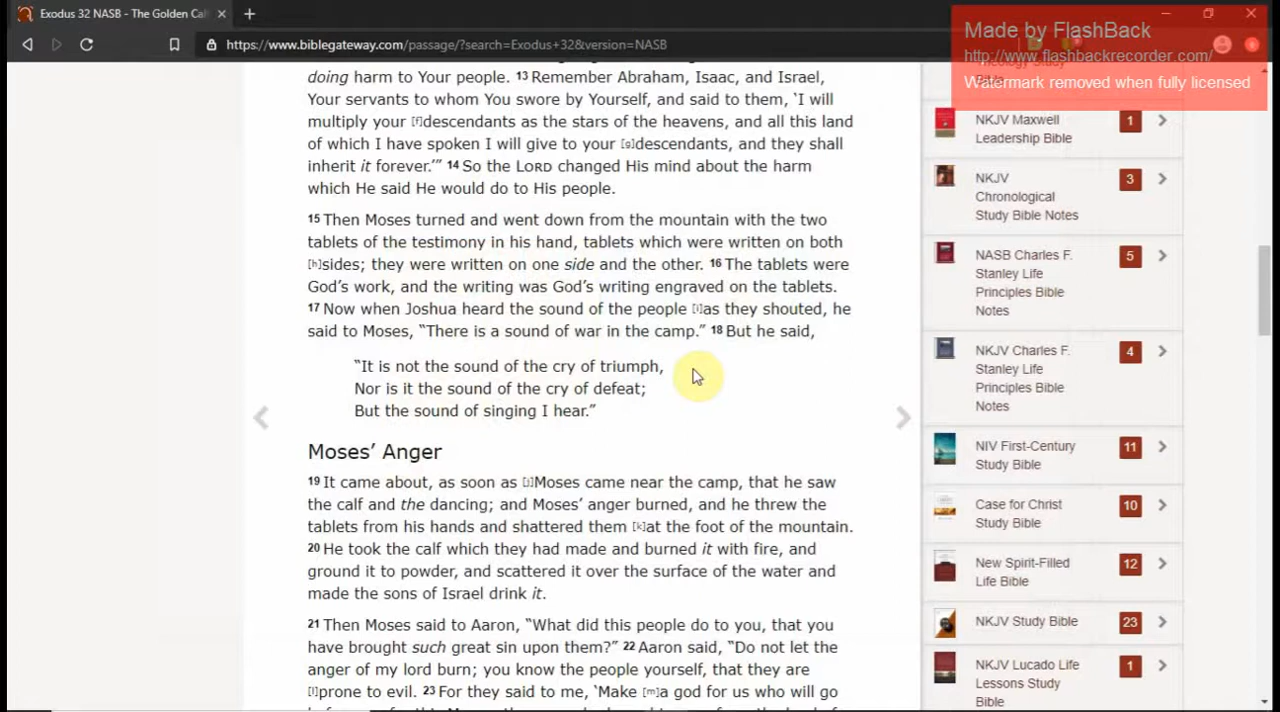 Exodus 32 NASB - The Golden Ca
https://www.biblegateway.com/passage/?search=Exodus+32&version=NASB
Made by FlashBack
http://www.flashbackrecorder.com/
Watermark removed when fully licensed
doing harm to Your people. 13 Remember Abraham, Isaac, and Israel,
Your servants to whom You swore by Yourself, and said to them, ‘I will
multiply your [f]descendants as the stars of the heavens, and all this land
of which I have spoken I will give to your [g]descendants, and they shall
inherit it forever.’” 14 So the LORD changed His mind about the harm
which He said He would do to His people.
15 Then Moses turned and went down from the mountain with the two
tablets of the testimony in his hand, tablets which were written on both
[h]sides; they were written on one side and the other. 16 The tablets were
God’s work, and the writing was God’s writing engraved on the tablets.
17 Now when Joshua heard the sound of the people [i]as they shouted, he
said to Moses, “There is a sound of war in the camp.” 18 But he said,
“It is not the sound of the cry of triumph,
Nor is it the sound of the cry of defeat;
But the sound of singing I hear.”
Moses’ Anger
19 It came about, as soon as [j]Moses came near the camp, that he saw
the calf and the dancing; and Moses’ anger burned, and he threw the
tablets from his hands and shattered them [k]at the foot of the mountain.
20 He took the calf which they had made and burned it with fire, and
ground it to powder, and scattered it over the surface of the water and
made the sons of Israel drink it.
21 Then Moses said to Aaron, “What did this people do to you, that you
have brought such great sin upon them?” 22 Aaron said, “Do not let the
anger of my lord burn; you know the people yourself, that they are
[l]prone to evil. 23 For they said to me, ‘Make [m]a god for us who will go
Theology Study
NKJV Maxwell
Leadership Bible
1
NKJV
Chronological
Study Bible Notes
3
NASB Charles F.
Stanley Life
Principles Bible
Notes
5
NKJV Charles F.
Stanley Life
Principles Bible
Notes
4
NIV First-Century
Study Bible
11
Case for Christ
Study Bible
10
New Spirit-Filled
Life Bible
12
NKJV Study Bible
23
NKJV Lucado Life
Lessons Study
Bible
1